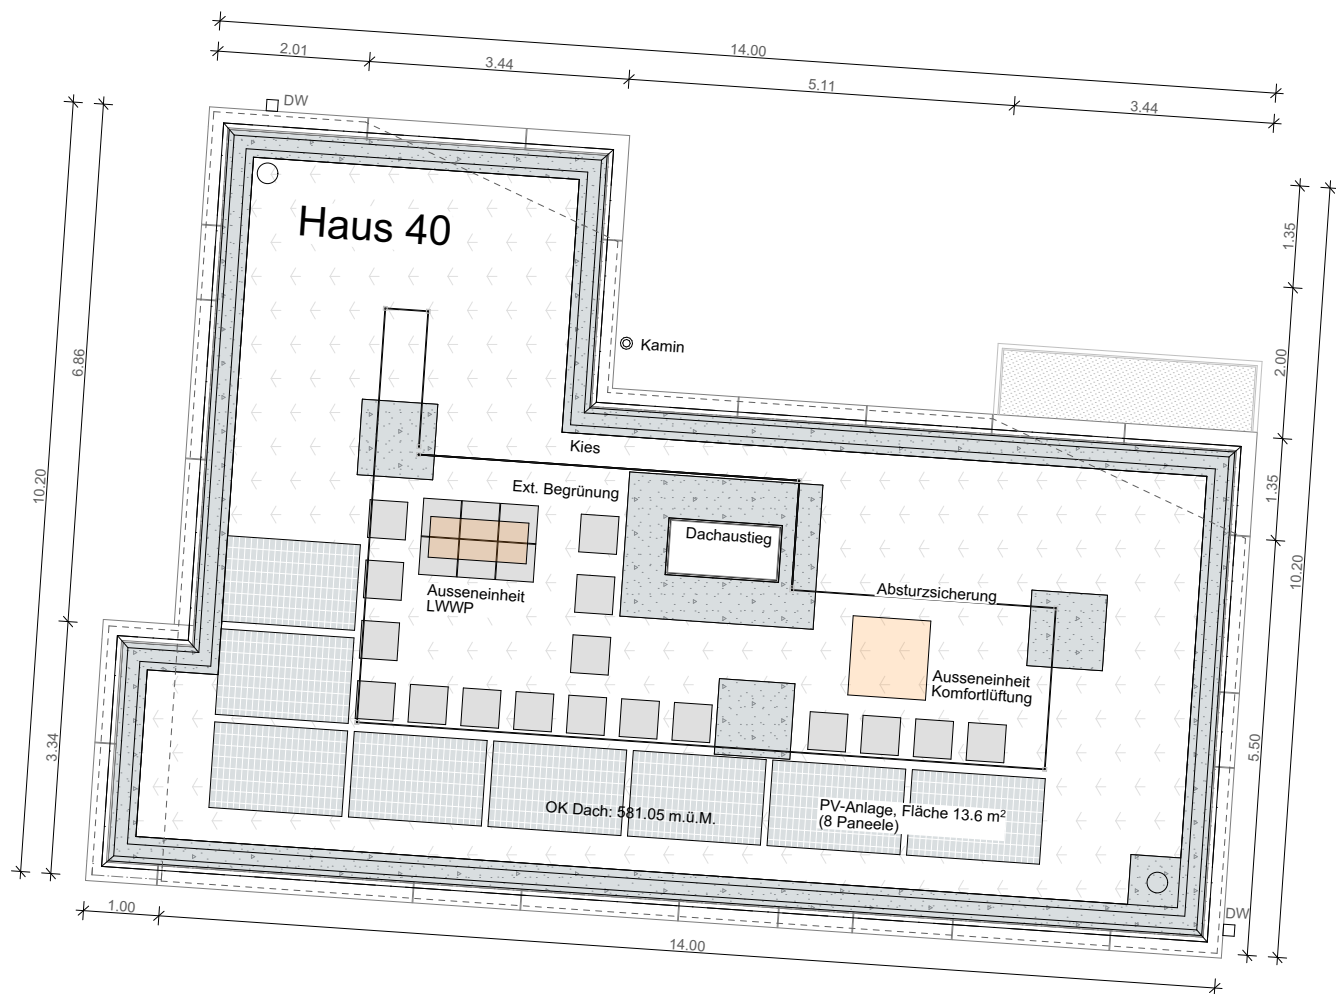 14.00
2.01
3.44
5.11
3.44
DW
Haus 40
1.35
6.86
Kamin
2.00
Kies
10.20
Ext. Begrünung
1.35
Dachaustieg
10.20
Ausseneinheit
LWWP
Absturzsicherung
Ausseneinheit
Komfortlüftung
3.34
5.50
OK Dach: 581.05 m.ü.M.
PV-Anlage, Fläche 13.6 m²
(8 Paneele)
1.00
DW
14.00